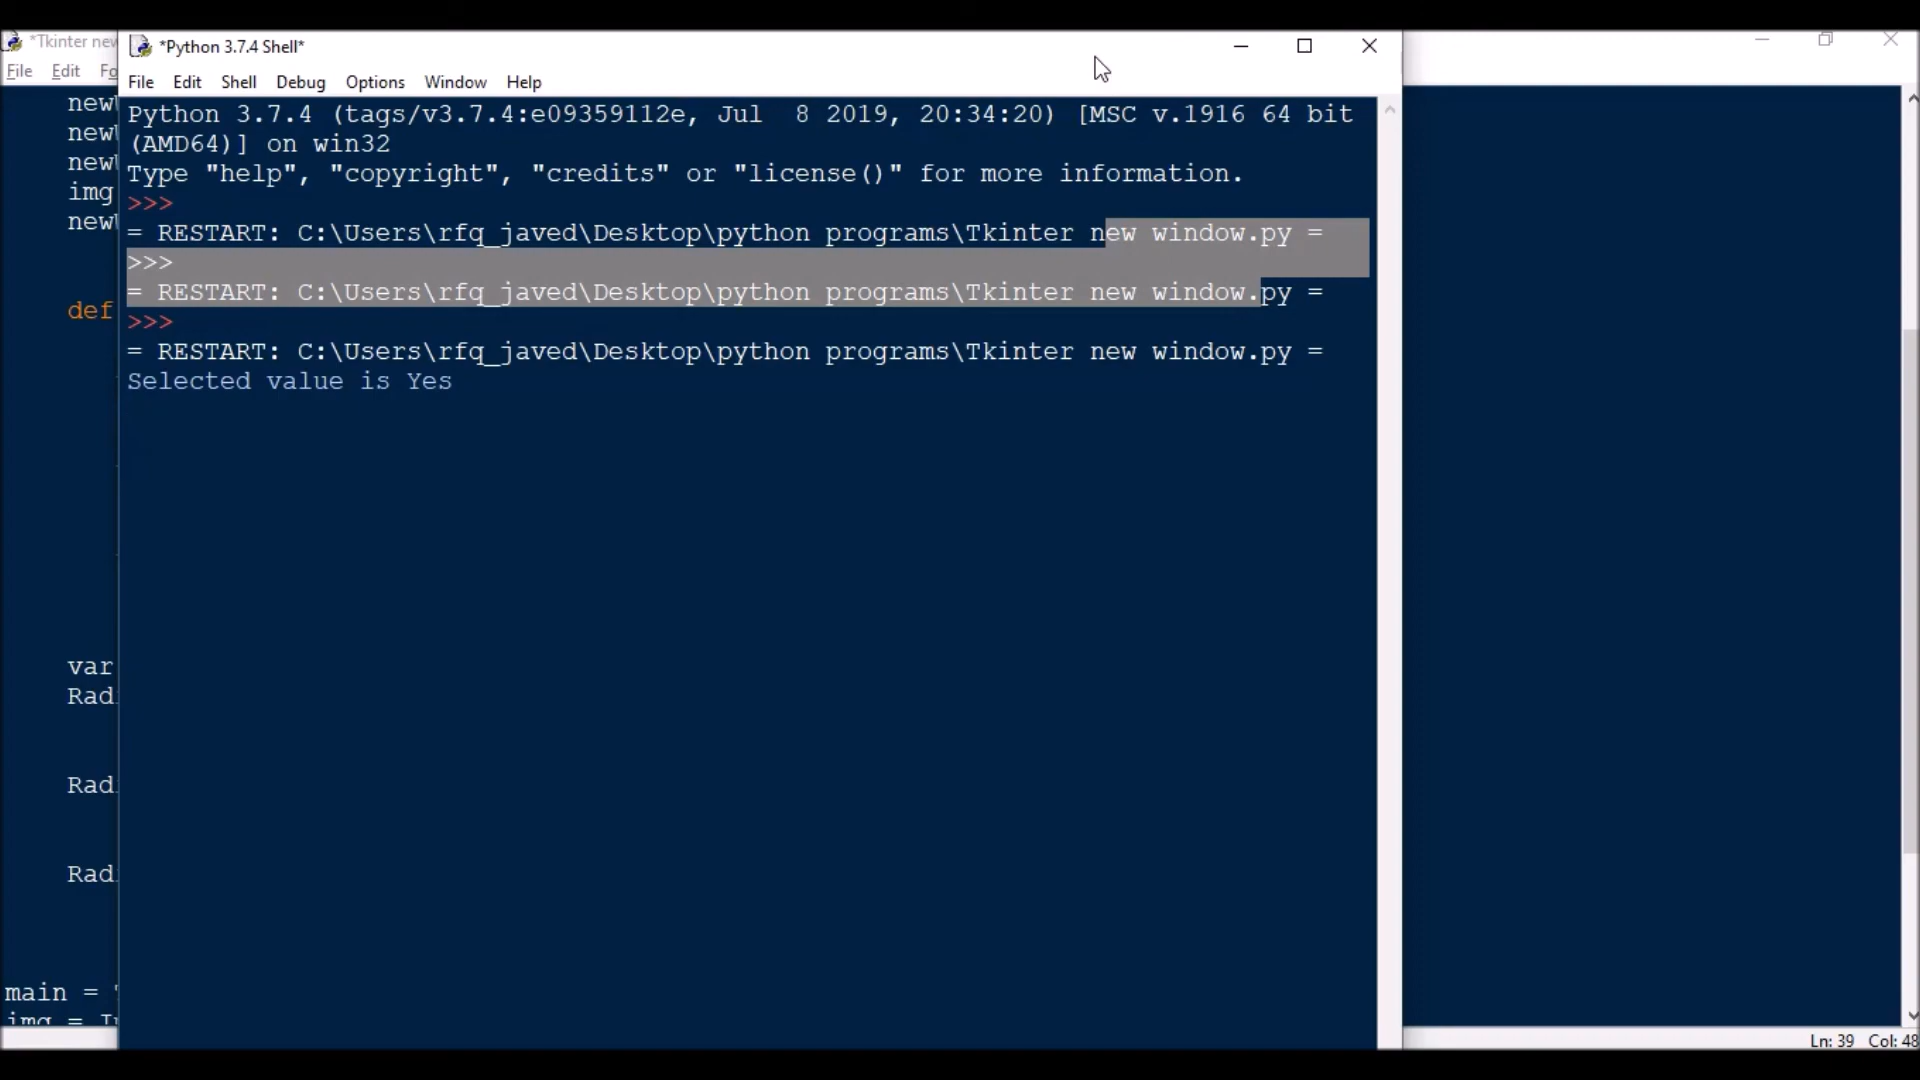 *Tkinter new
File Edit Fo
new
new
new
img
new
def
var
Rad
Rad
Rad
main =
img = I
*Python 3.7.4 Shell*
File Edit Shell Debug Options Window Help
Python 3.7.4 (tags/v3.7.4:e09359112e, Jul  8 2019, 20:34:20) [MSC v.1916 64 bit
(AMD64)] on win32
Type "help", "copyright", "credits" or "license()" for more information.
>>>
= RESTART: C:\Users\rfq_javed\Desktop\python programs\Tkinter new window.py =
>>>
= RESTART: C:\Users\rfq_javed\Desktop\python programs\Tkinter new window.py =
>>>
= RESTART: C:\Users\rfq_javed\Desktop\python programs\Tkinter new window.py =
Selected value is Yes
Ln: 39 Col: 48